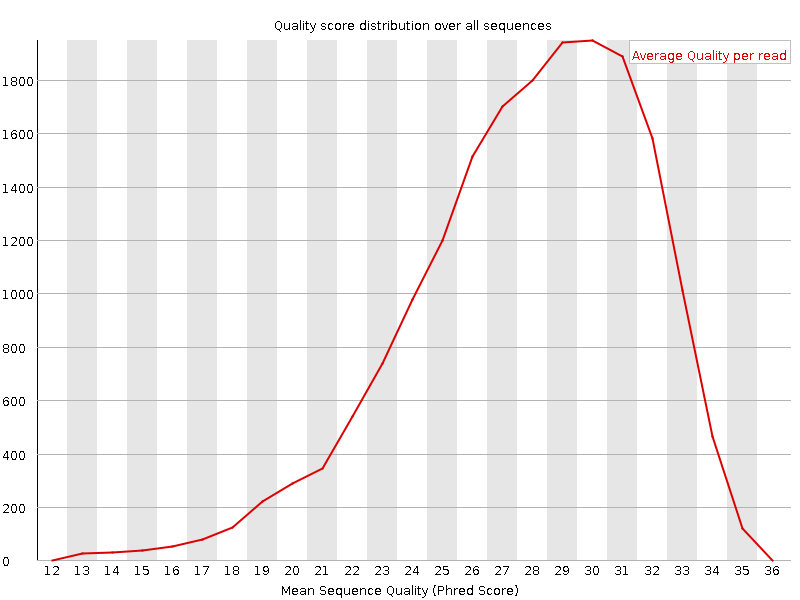 Quality score distribution over all sequences
Average Quality per read
1800
1600
1400
1200
1000
800
600
400
200
0
12 13 14 15 16 17 18 19 20 21 22 23 24 25 26 27 28 29 30 31 32 33 34 35 36
Mean Sequence Quality (Phred Score)